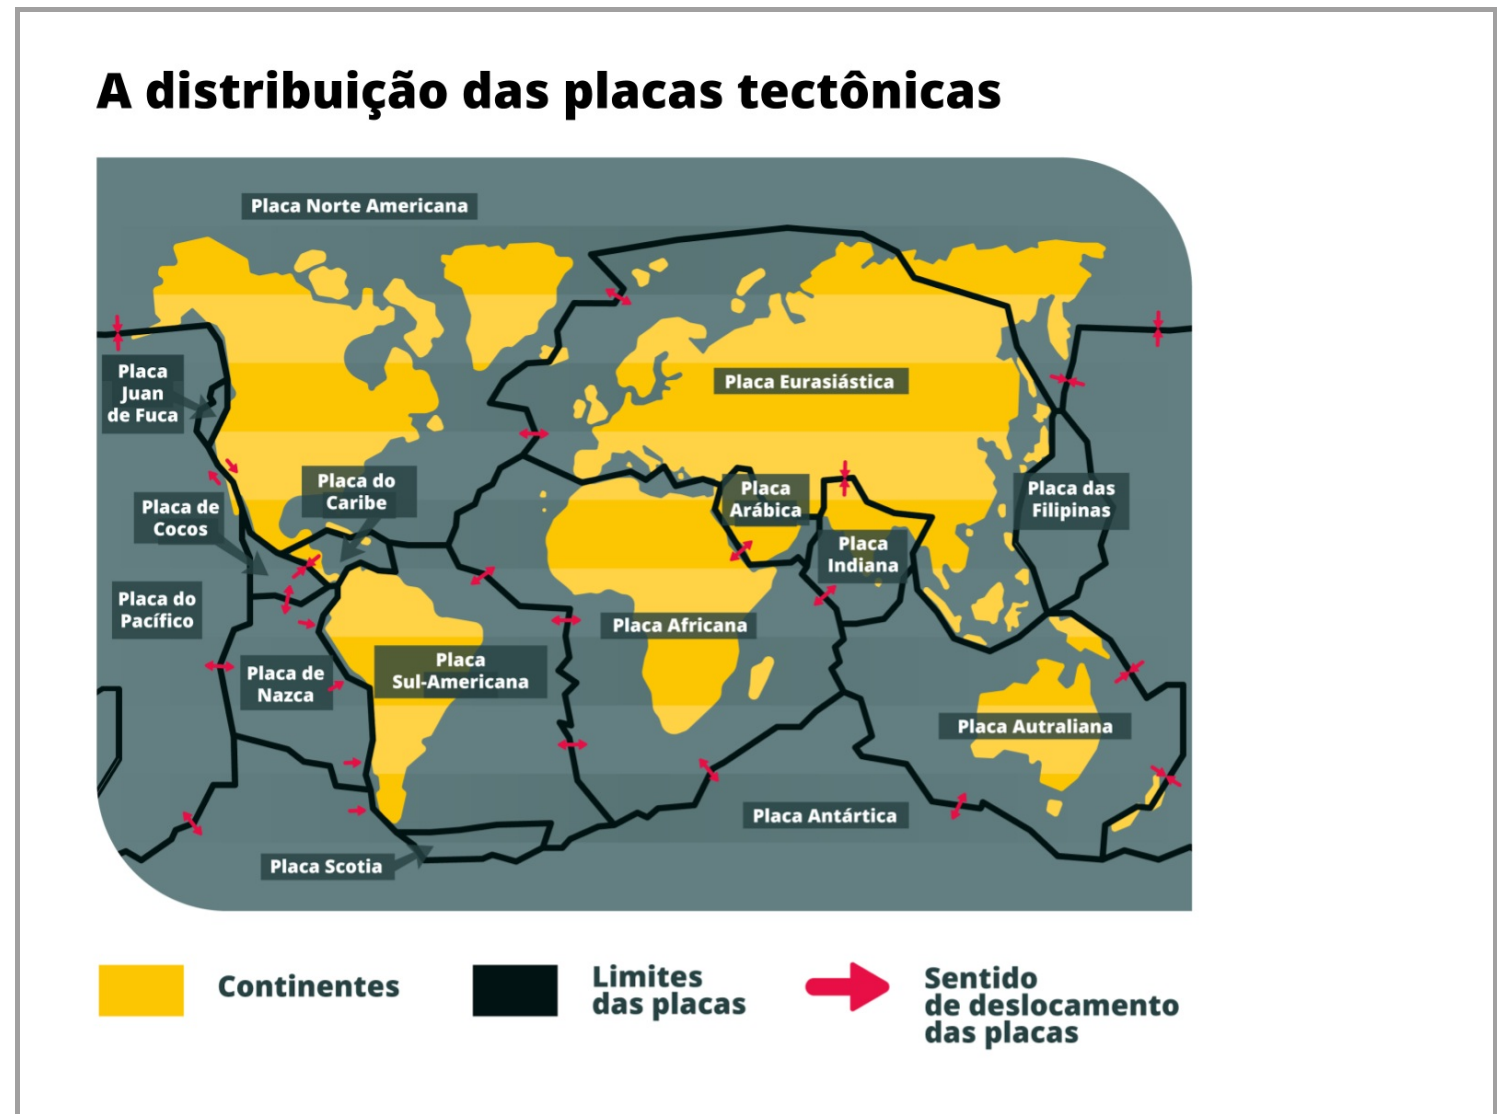 A distribuição das placas tectônicas
Placa Norte Americana
Placa
Juan
de Fuca
Placa Eurasiástica
Placa do
Caribe
Placa de
Cocos
Placa
Arábica
Placa das
Filipinas
Placa
Indiana
Placa do
Pacífico
Placa Africana
Placa de
Nazca
Placa
Sul-Americana
Placa Autraliana
Placa Antártica
Placa Scotia
Continentes
Limites
das placas
Sentido
de deslocamento
das placas